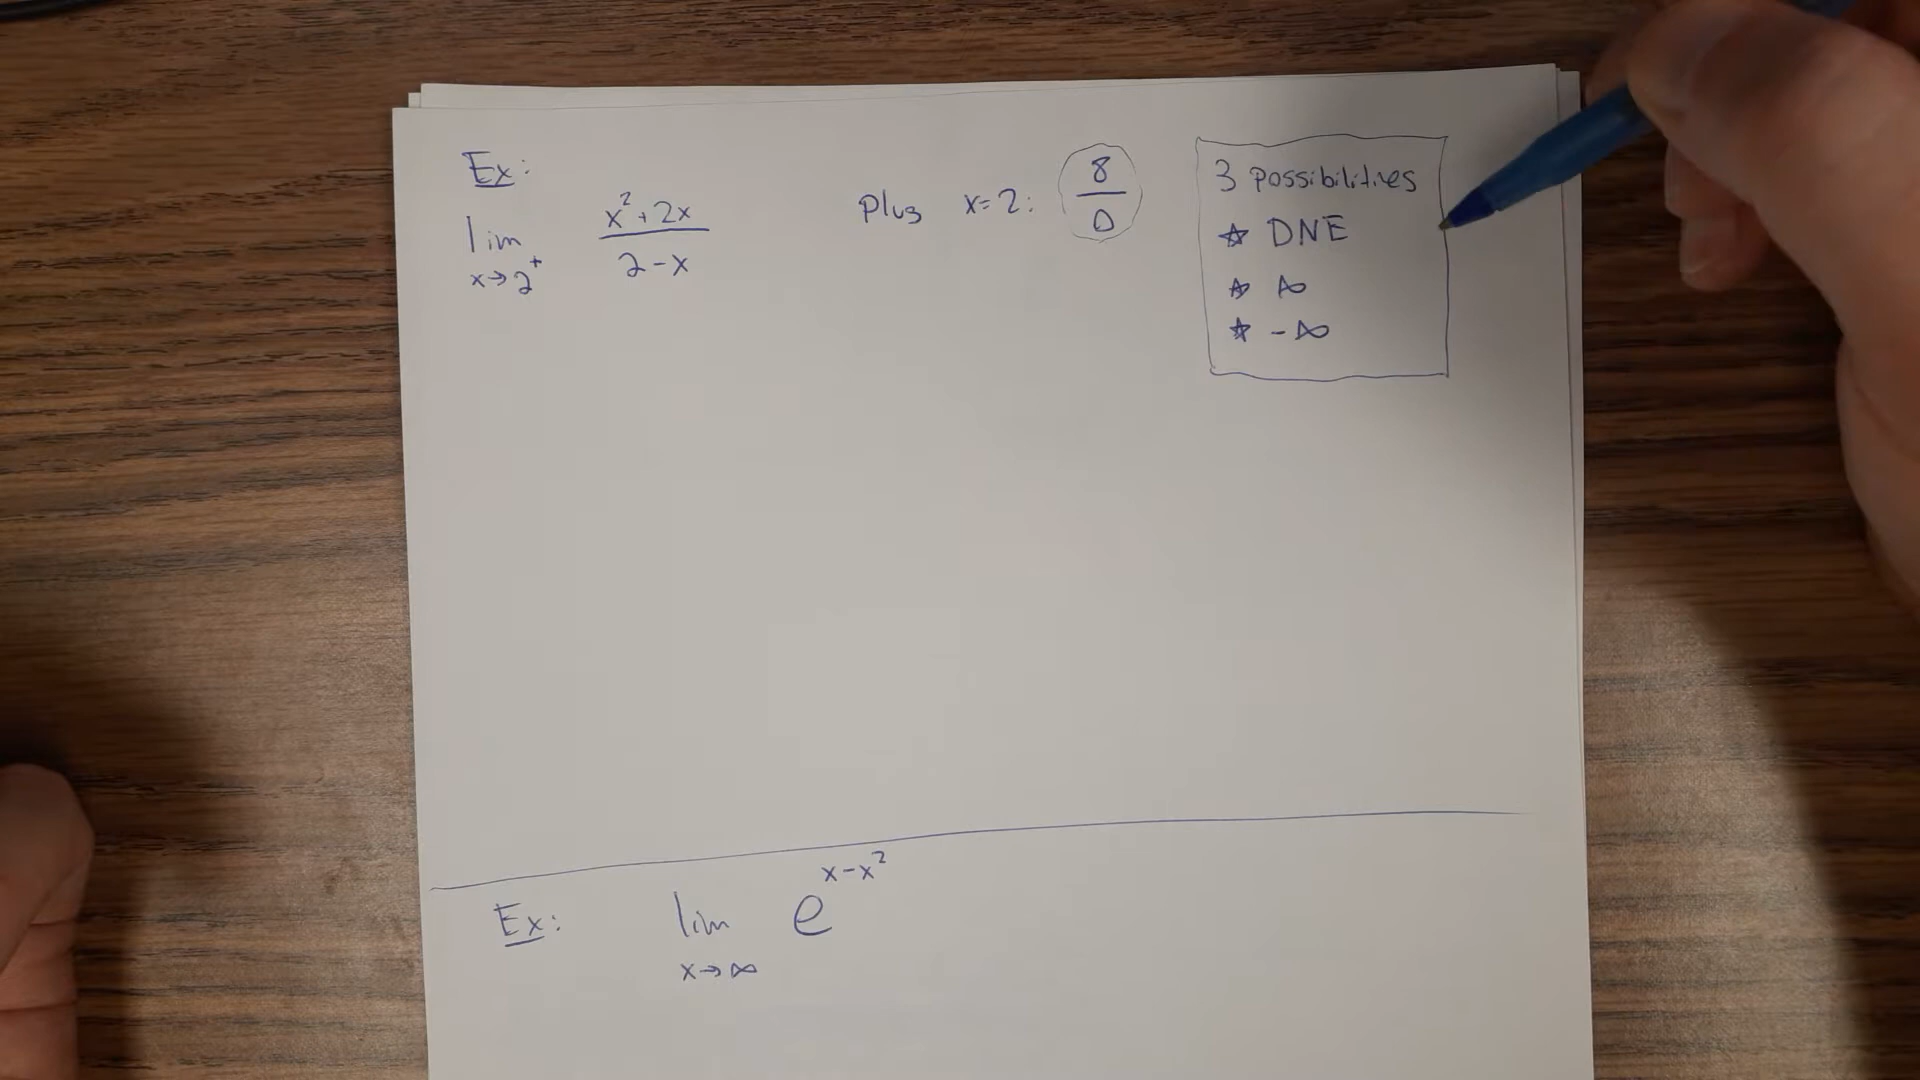 Ex:
lim x→2⁺ (x²+2x)/(2-x)
Plug x=2: 8/0
3 possibilities
☆ DNE
☆ ∞
☆ -∞
Ex: lim x→∞ e^(x-x²)